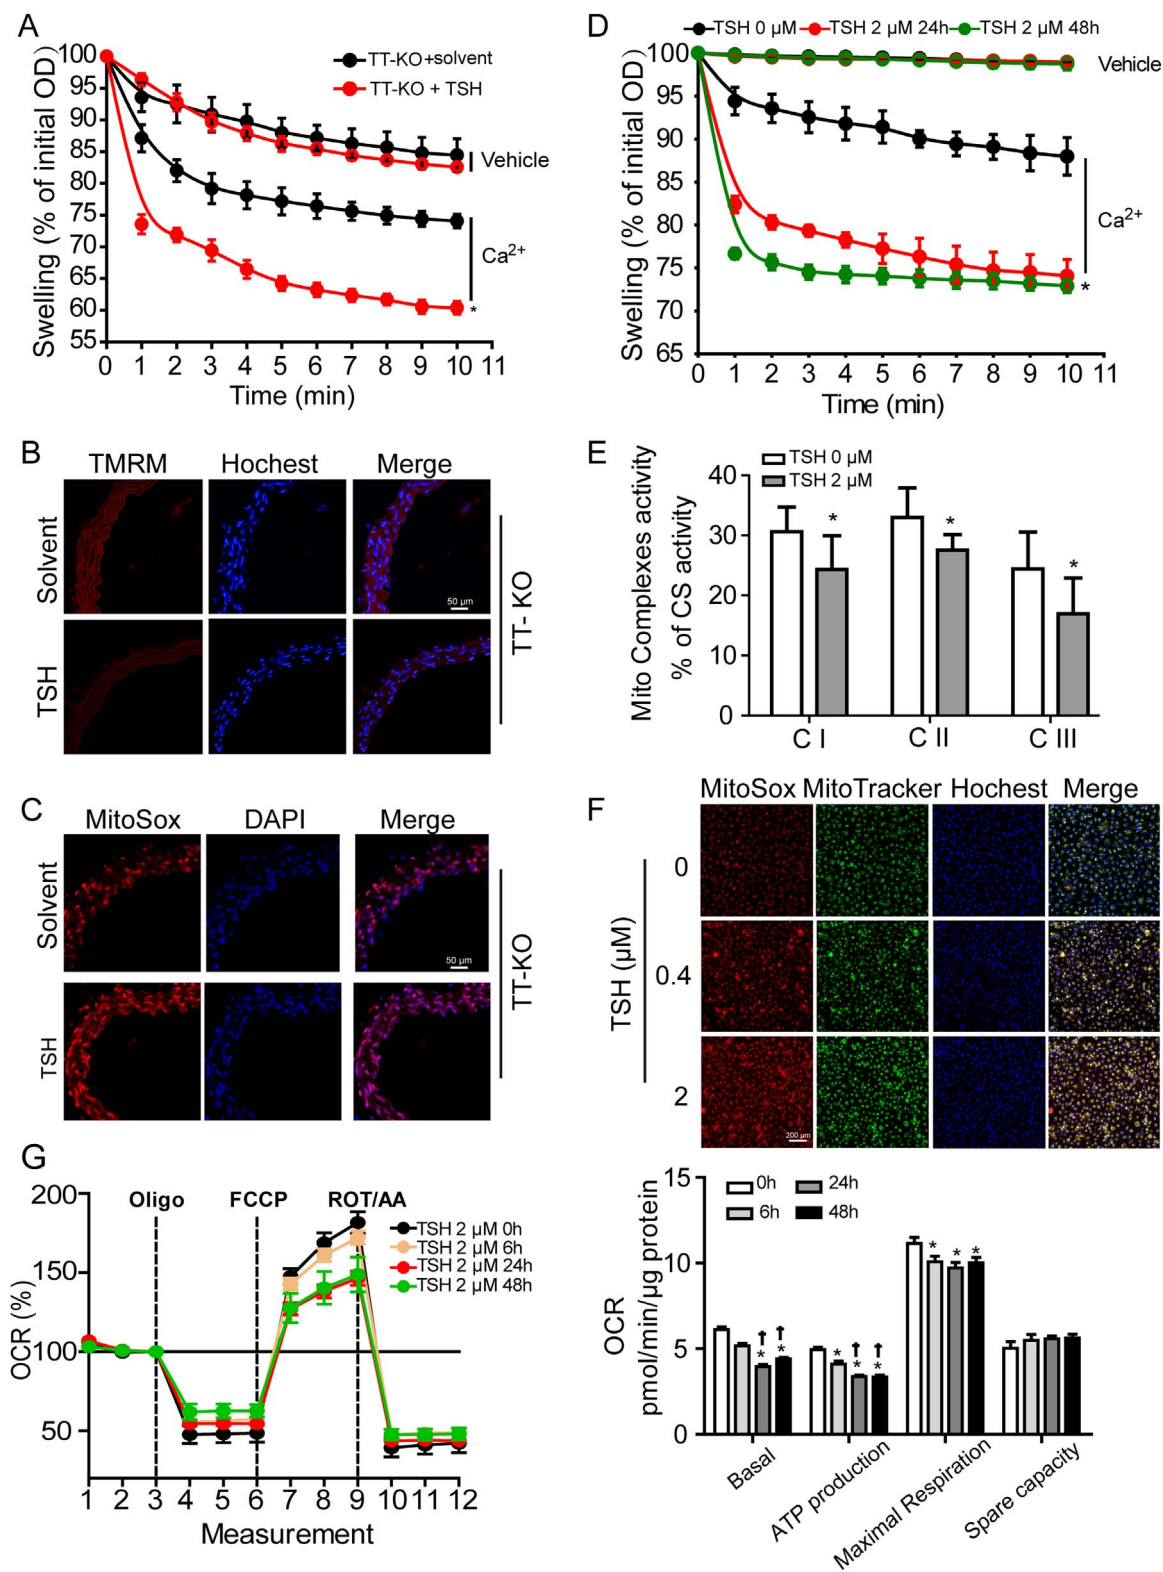 A
TT-KO+solvent
TT-KO + TSH
Swelling (% of initial OD)
100
95
90
85
80
75
70
65
60
55
Vehicle
Ca²⁺
*
0 1 2 3 4 5 6 7 8 9 10 11
Time (min)
D
TSH 0 µM TSH 2 µM 24h TSH 2 µM 48h
Swelling (% of initial OD)
100
95
90
85
80
75
70
65
Vehicle
Ca²⁺
*
0 1 2 3 4 5 6 7 8 9 10 11
Time (min)
B
TMRM Hochest Merge
Solvent
50 µm
TSH
TT- KO
E
TSH 0 µM
TSH 2 µM
Mito Complexes activity
% of CS activity
40
30
20
10
0
* * *
C I C II C III
C
MitoSox DAPI Merge
Solvent
50 µm
TSH
TT-KO
F
MitoSox MitoTracker Hochest Merge
TSH (µM)
0
0.4
2
200 µm
G
Oligo FCCP ROT/AA
TSH 2 µM 0h
TSH 2 µM 6h
TSH 2 µM 24h
TSH 2 µM 48h
OCR (%)
200
150
100
50
1 2 3 4 5 6 7 8 9 10 11 12
Measurement
0h 24h
6h 48h
OCR
pmol/min/µg protein
15
10
5
0
† † † †
* * * * * * * *
Basal
ATP production
Maximal Respiration
Spare capacity